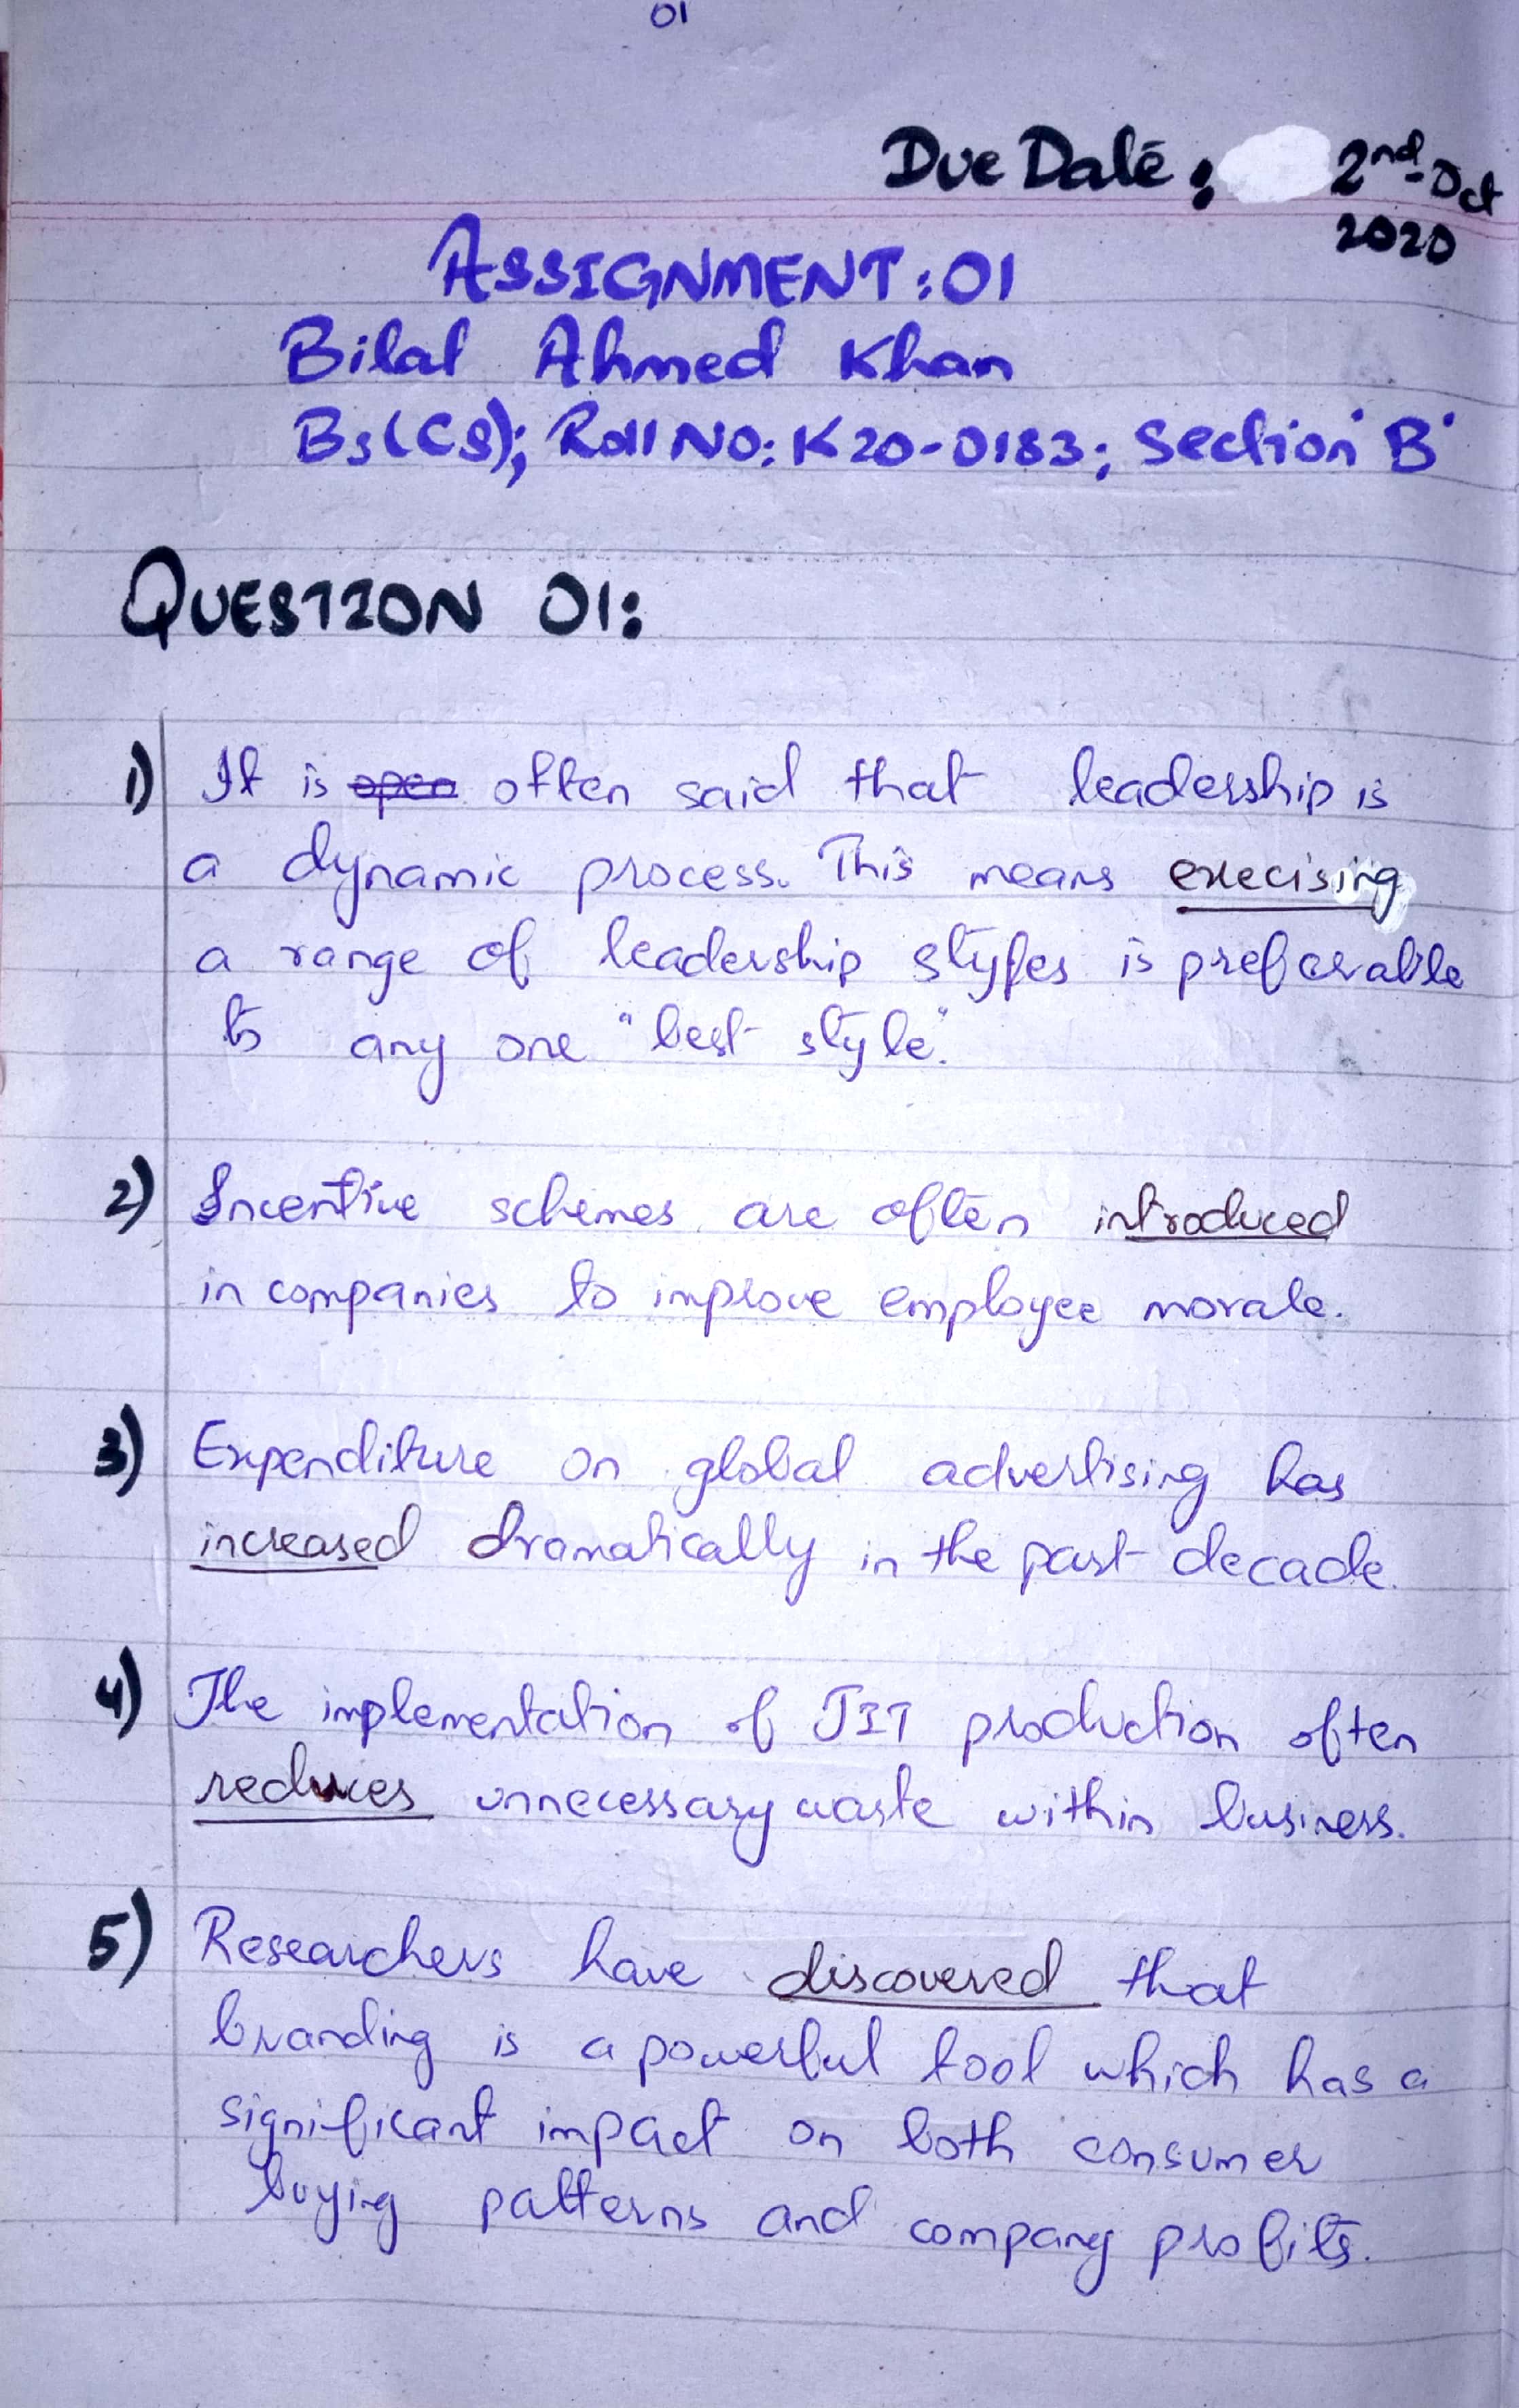 01
Due Date: 2nd-Oct
2020
ASSIGNMENT:01
Bilal Ahmed Khan
Bs(CS); Roll NO: K20-0183; Section 'B'
QUESTION 01:
1) It is open often said that leadership is
a dynamic process. This means execising
a range of leadership styles is preferable
to any one "best style".
2) Incentive schemes are often introduced
in companies to improve employee morale.
3) Expenditure on global advertising has
increased dramatically in the past decade.
4) The implementation of JIT production often
reduces unnecessary waste within business.
5) Researchers have discovered that
branding is a powerful tool which has a
significant impact on both consumer
buying patterns and company profits.